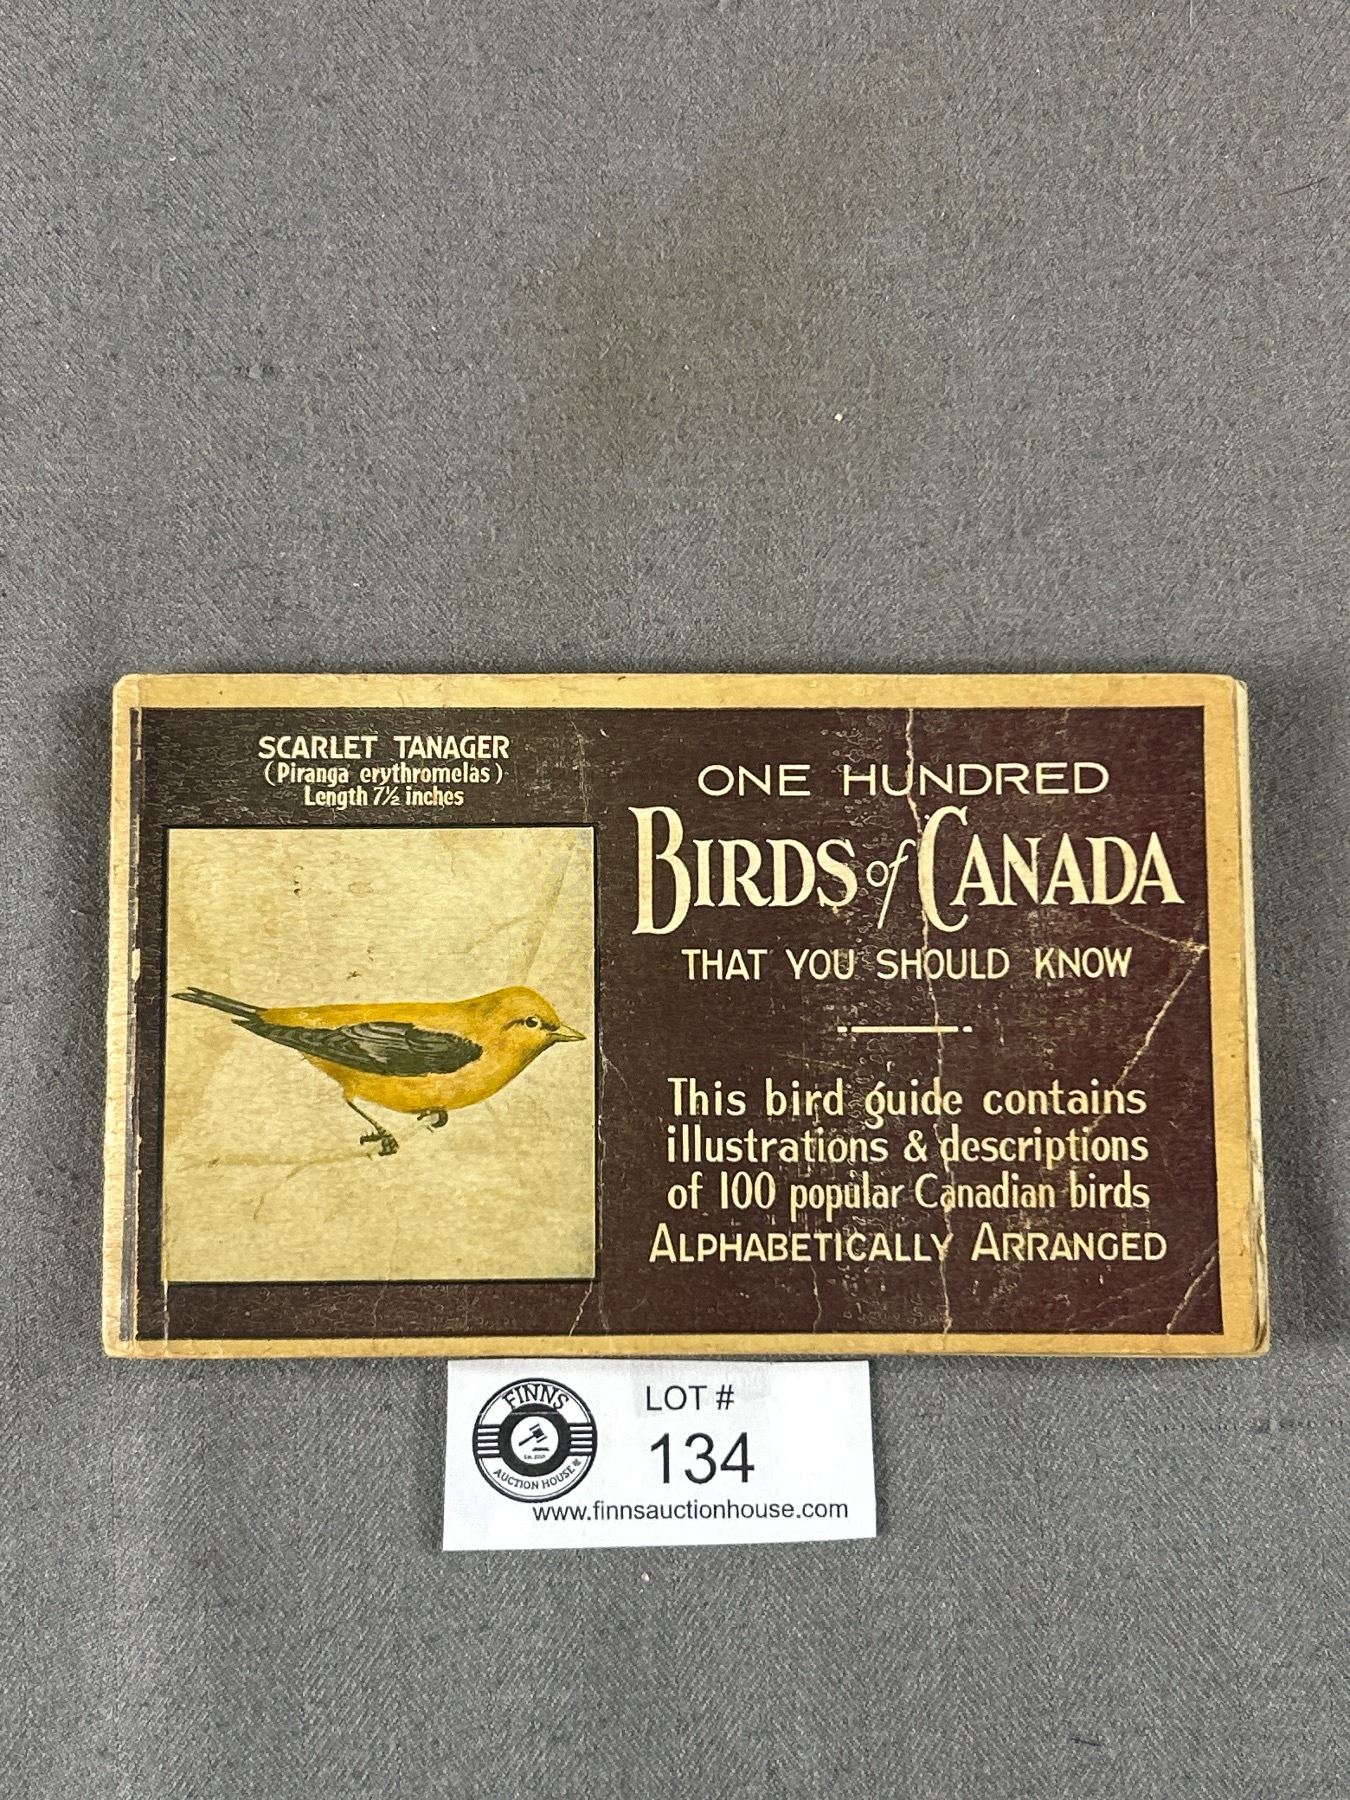 SCARLET TANAGER
(Piranga erythromelas)
Length 7½ inches
ONE HUNDRED
BIRDS of CANADA
THAT YOU SHOULD KNOW
This bird guide contains
illustrations & descriptions
of 100 popular Canadian birds
ALPHABETICALLY ARRANGED
FINNS
AUCTION HOUSE
LOT #
134
www.finnsauctionhouse.com